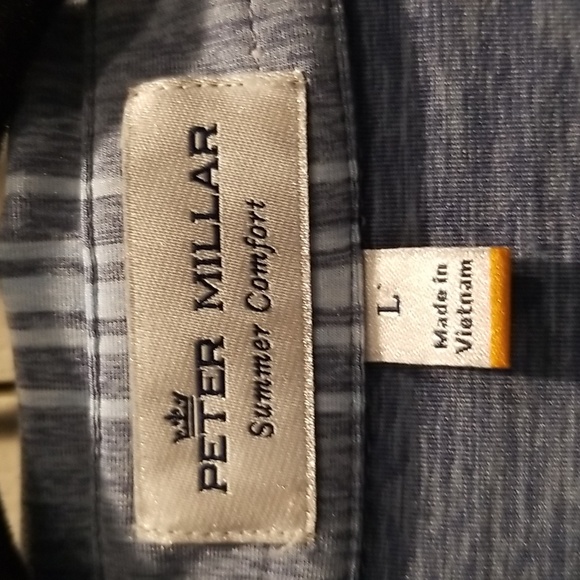 PETER MILLAR
Summer Comfort
L
Made in
Vietnam